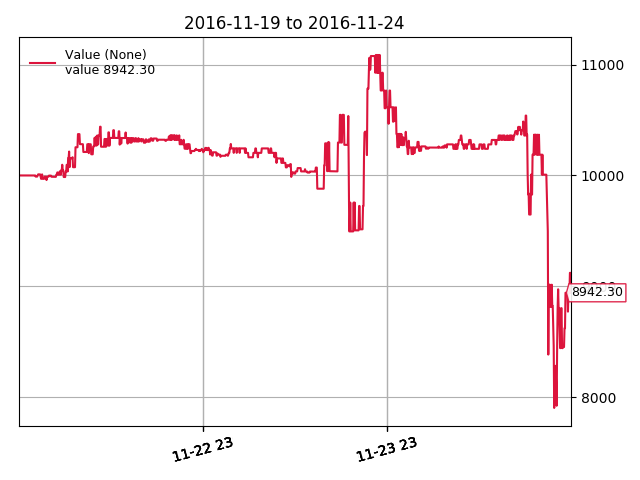 2016-11-19 to 2016-11-24
Value (None)
value 8942.30
11000
10000
8942.30
8000
11-22 23
11-23 23